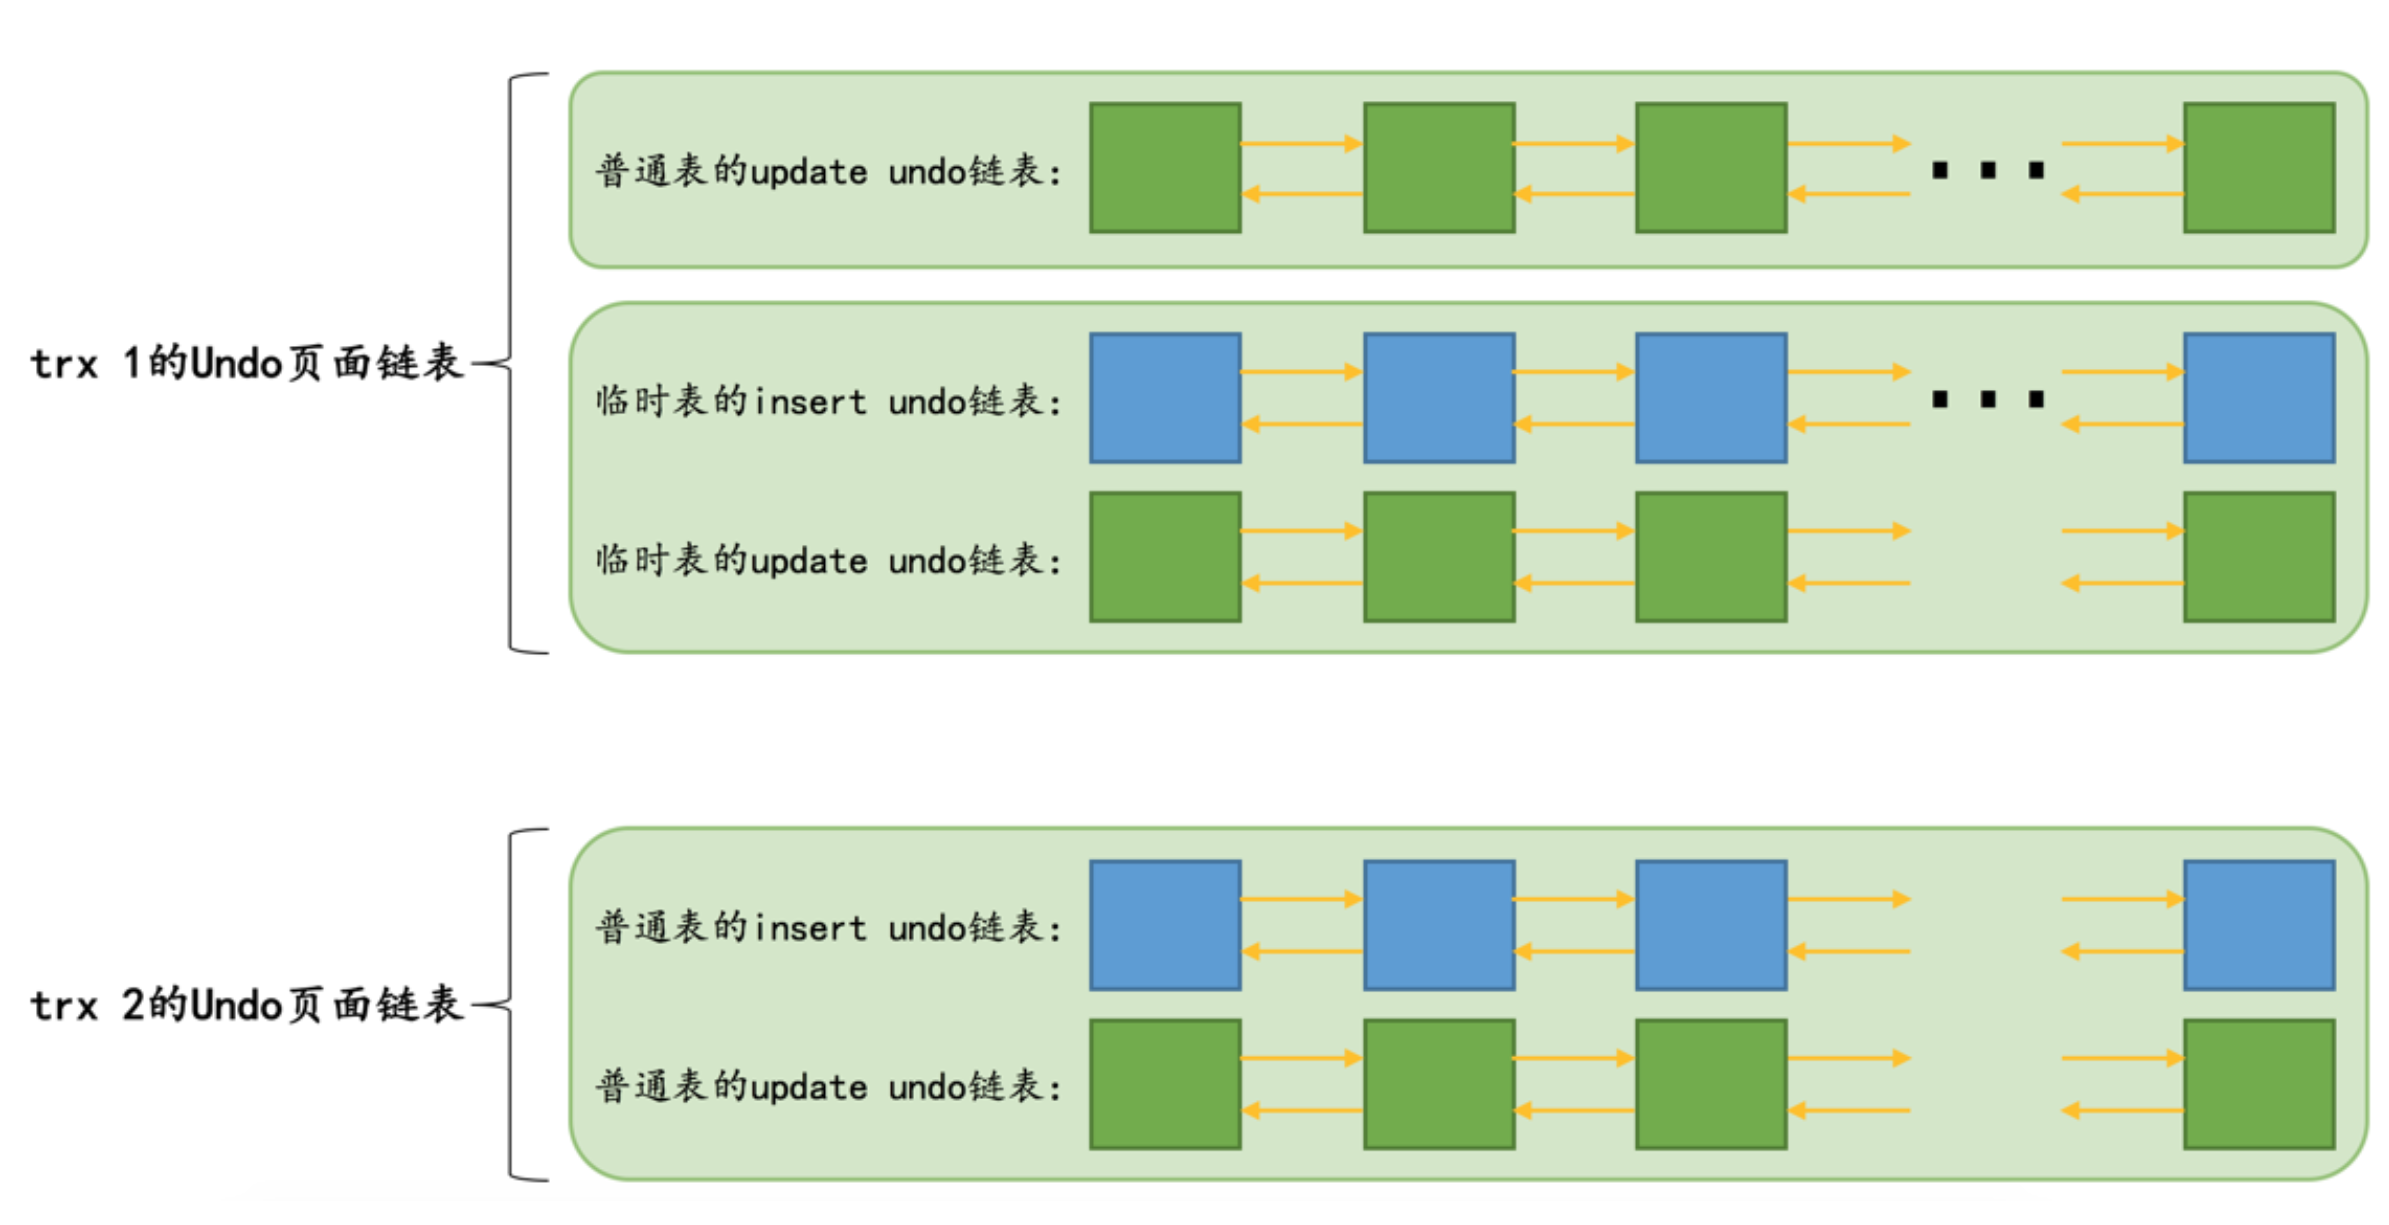 普通表的update undo链表：
trx 1的Undo页面链表
临时表的insert undo链表：
临时表的update undo链表：
普通表的insert undo链表：
trx 2的Undo页面链表
普通表的update undo链表：